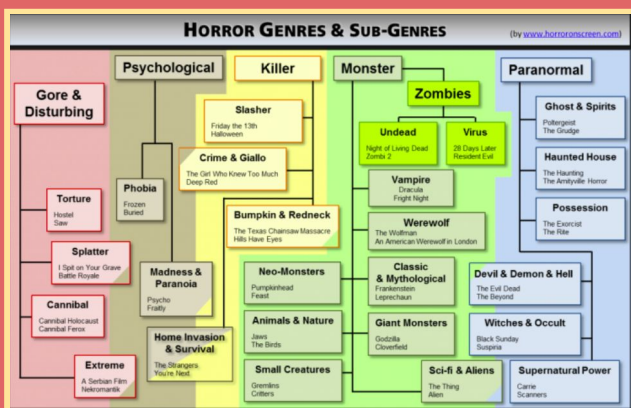 HORROR GENRES & SUB-GENRES
(by www.horroronscreen.com)
Gore &
Disturbing
Torture
Hostel
Saw
Splatter
I Spit on Your Grave
Battle Royale
Cannibal
Cannibal Holocaust
Cannibal Ferox
Extreme
A Serbian Film
Nekromantik
Psychological
Phobia
Frozen
Buried
Madness &
Paranoia
Psycho
Frailty
Home Invasion
& Survival
The Strangers
You're Next
Killer
Slasher
Friday the 13th
Halloween
Crime & Giallo
The Girl Who Knew Too Much
Deep Red
Bumpkin & Redneck
The Texas Chainsaw Massacre
Hills Have Eyes
Monster
Zombies
Undead
Night of Living Dead
Zombi 2
Virus
28 Days Later
Resident Evil
Vampire
Dracula
Fright Night
Werewolf
The Wolfman
An American Werewolf in London
Neo-Monsters
Pumpkinhead
Feast
Classic
& Mythological
Frankenstein
Leprechaun
Animals & Nature
Jaws
The Birds
Giant Monsters
Godzilla
Cloverfield
Small Creatures
Gremlins
Critters
Sci-fi & Aliens
The Thing
Alien
Paranormal
Ghost & Spirits
Poltergeist
The Grudge
Haunted House
The Haunting
The Amityville Horror
Possession
The Exorcist
The Rite
Devil & Demon & Hell
The Evil Dead
The Beyond
Witches & Occult
Black Sunday
Suspiria
Supernatural Power
Carrie
Scanners